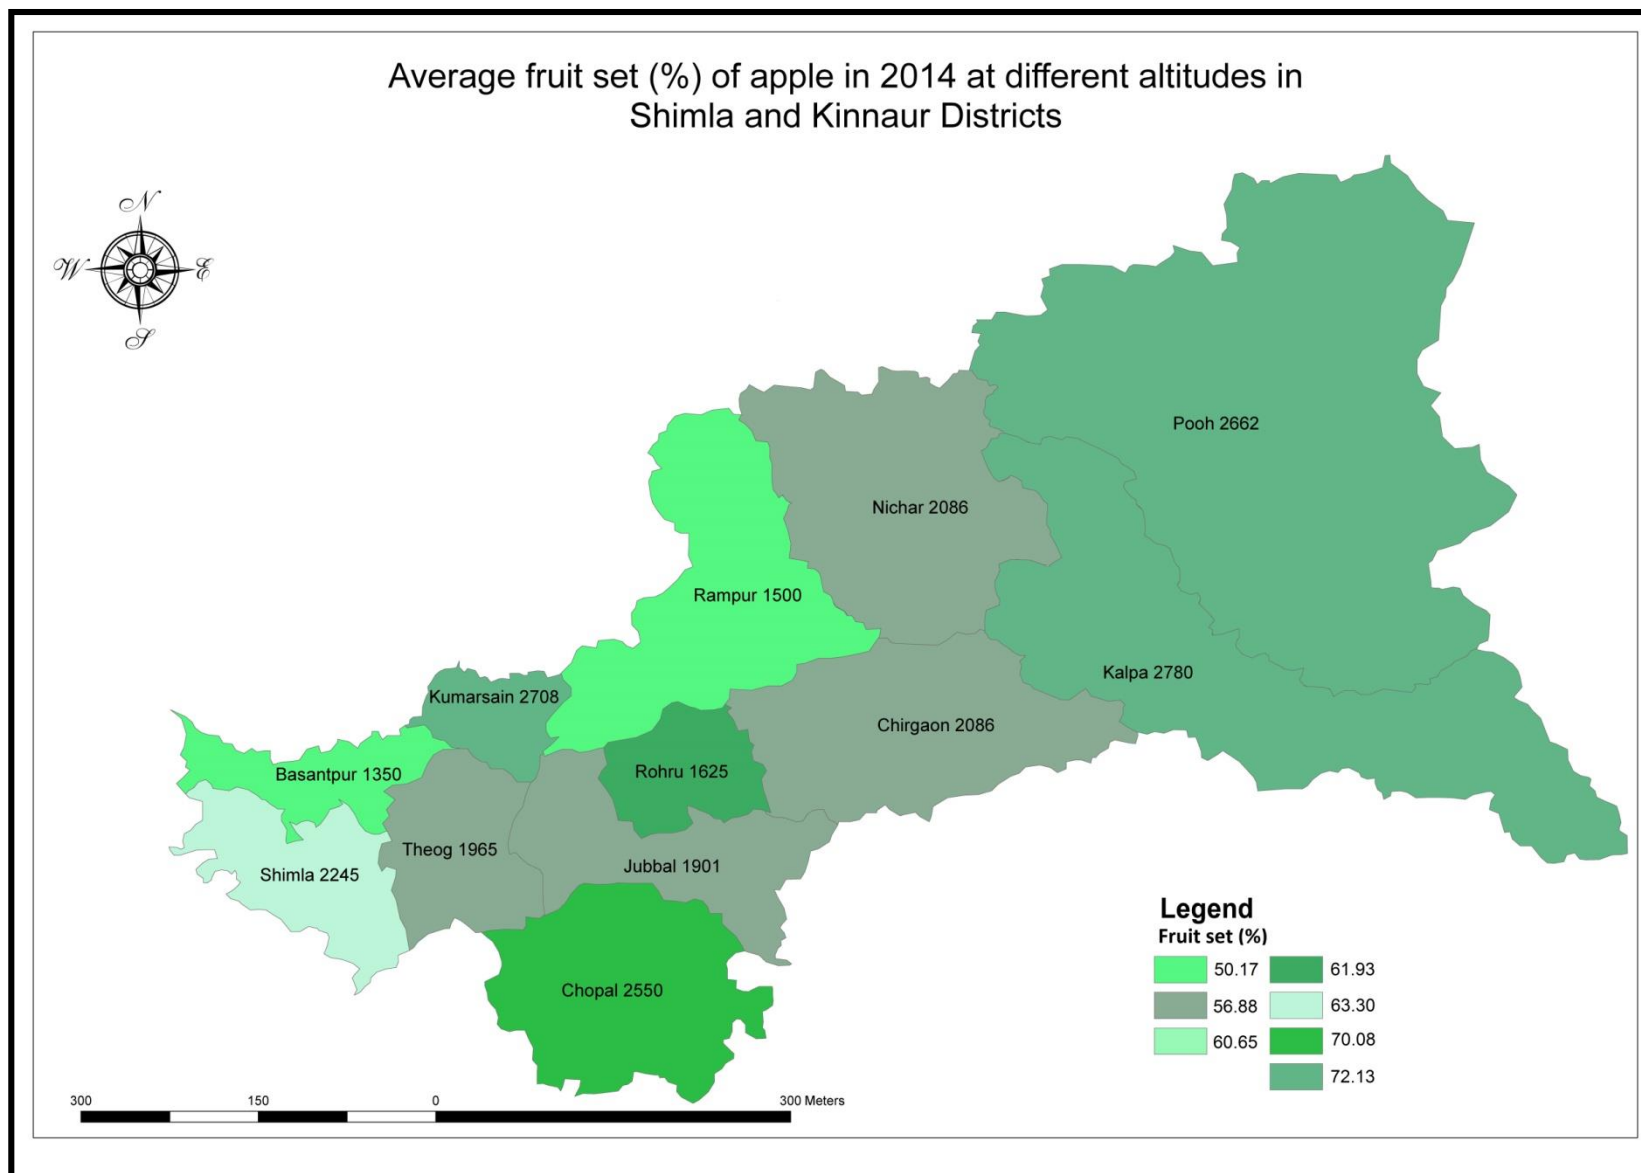 Average fruit set (%) of apple in 2014 at different altitudes in
Shimla and Kinnaur Districts
N
W
E
S
Pooh 2662
Nichar 2086
Rampur 1500
Kalpa 2780
Kumarsain 2708
Chirgaon 2086
Basantpur 1350
Rohru 1625
Theog 1965
Jubbal 1901
Shimla 2245
Chopal 2550
Legend
Fruit set (%)
50.17
61.93
56.88
63.30
60.65
70.08
72.13
300 150 0 300 Meters